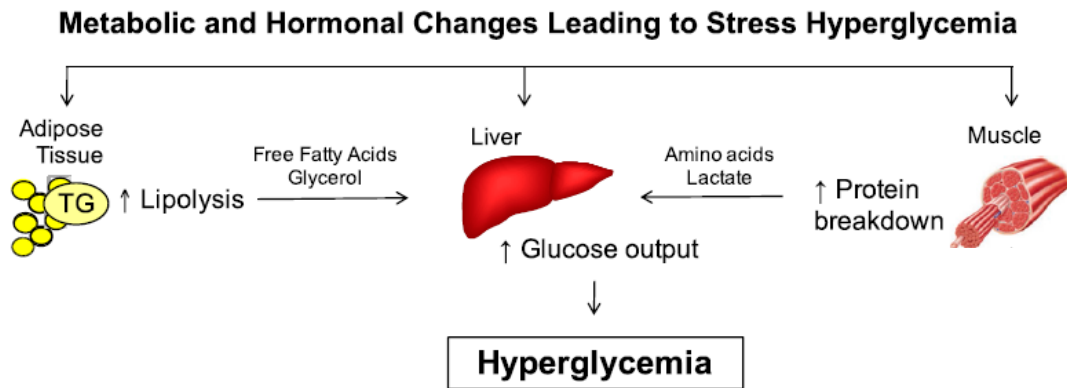 Metabolic and Hormonal Changes Leading to Stress Hyperglycemia
Adipose
Tissue
TG
↑ Lipolysis
Free Fatty Acids
Glycerol
Liver
↑ Glucose output
Amino acids
Lactate
Muscle
↑ Protein
breakdown
Hyperglycemia